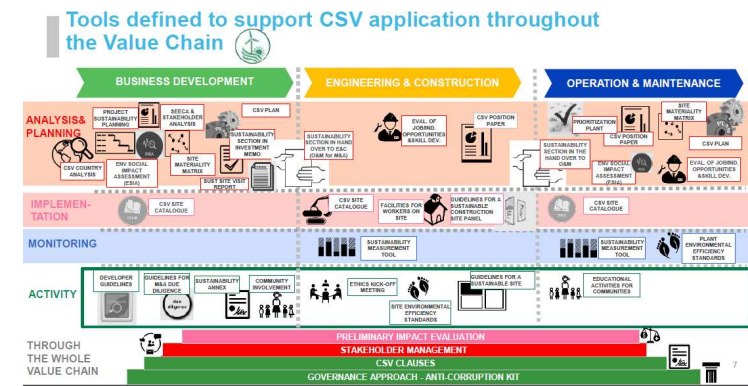 Tools defined to support CSV application throughout
the Value Chain
BUSINESS DEVELOPMENT
ENGINEERING & CONSTRUCTION
OPERATION & MAINTENANCE
ANALYSIS&
PLANNING
PROJECT
SUSTAINABILITY
PLANNING
SEECA &
STAKEHOLDER
ANALYSIS
CSV PLAN
CSV COUNTRY
ANALYSIS
ENV SOCIAL
IMPACT
ASSESSMENT
(ESIA)
SITE
MATERIALITY
MATRIX
SUSTAINABILITY
SECTION IN
INVESTMENT
MEMO
SUST SITE VISIT
REPORT
SUSTAINABILITY
SECTION IN HAND
OVER TO E&C
(O&M for M&A)
EVAL OF
JOBIND.
OPPORTUNITIES
&SKILL DEV.
CSV POSITION
PAPER
SUSTAINABILITY
SECTION IN THE
HAND OVER TO
O&M
PRIORITIZATION
PLANT
CSV POSITION
PAPER
SITE
MATERIALITY
MATRIX
CSV PLAN
ENV SOCIAL
IMPACT
ASSESSMENT
(ESIA)
EVAL OF JOBIND.
OPPORTUNITIES
&SKILL DEV.
IMPLEMEN-
TATION
CSV SITE
CATALOGUE
CSV SITE
CATALOGUE
FACILITIES FOR
WORKERS ON
SITE
GUIDELINES FOR A
SUSTAINABLE
CONSTRUCTION
SITE PANEL
CSV SITE
CATALOGUE
MONITORING
SUSTAINABILITY
MEASUREMENT
TOOL
SUSTAINABILITY
MEASUREMENT
TOOL
PLANT
ENVIRONMENTAL
EFFICIENCY
STANDARDS
ACTIVITY
DEVELOPER
GUIDELINES
GUIDELINES FOR
M&A DUE
DILIGENCE
SUSTAINABILITY
ANNEX
COMMUNITY
INVOLVEMENT
ETHICS KICK-OFF
MEETING
SITE ENVIRONMENTAL
EFFICIENCY
STANDARDS
GUIDELINES FOR A
SUSTAINABLE SITE
EDUCATIONAL
ACTIVITIES FOR
COMMUNITIES
THROUGH
THE WHOLE
VALUE CHAIN
PRELIMINARY IMPACT EVALUATION
STAKEHOLDER MANAGEMENT
CSV CLAUSES
GOVERNANCE APPROACH - ANTI-CORRUPTION KIT
7